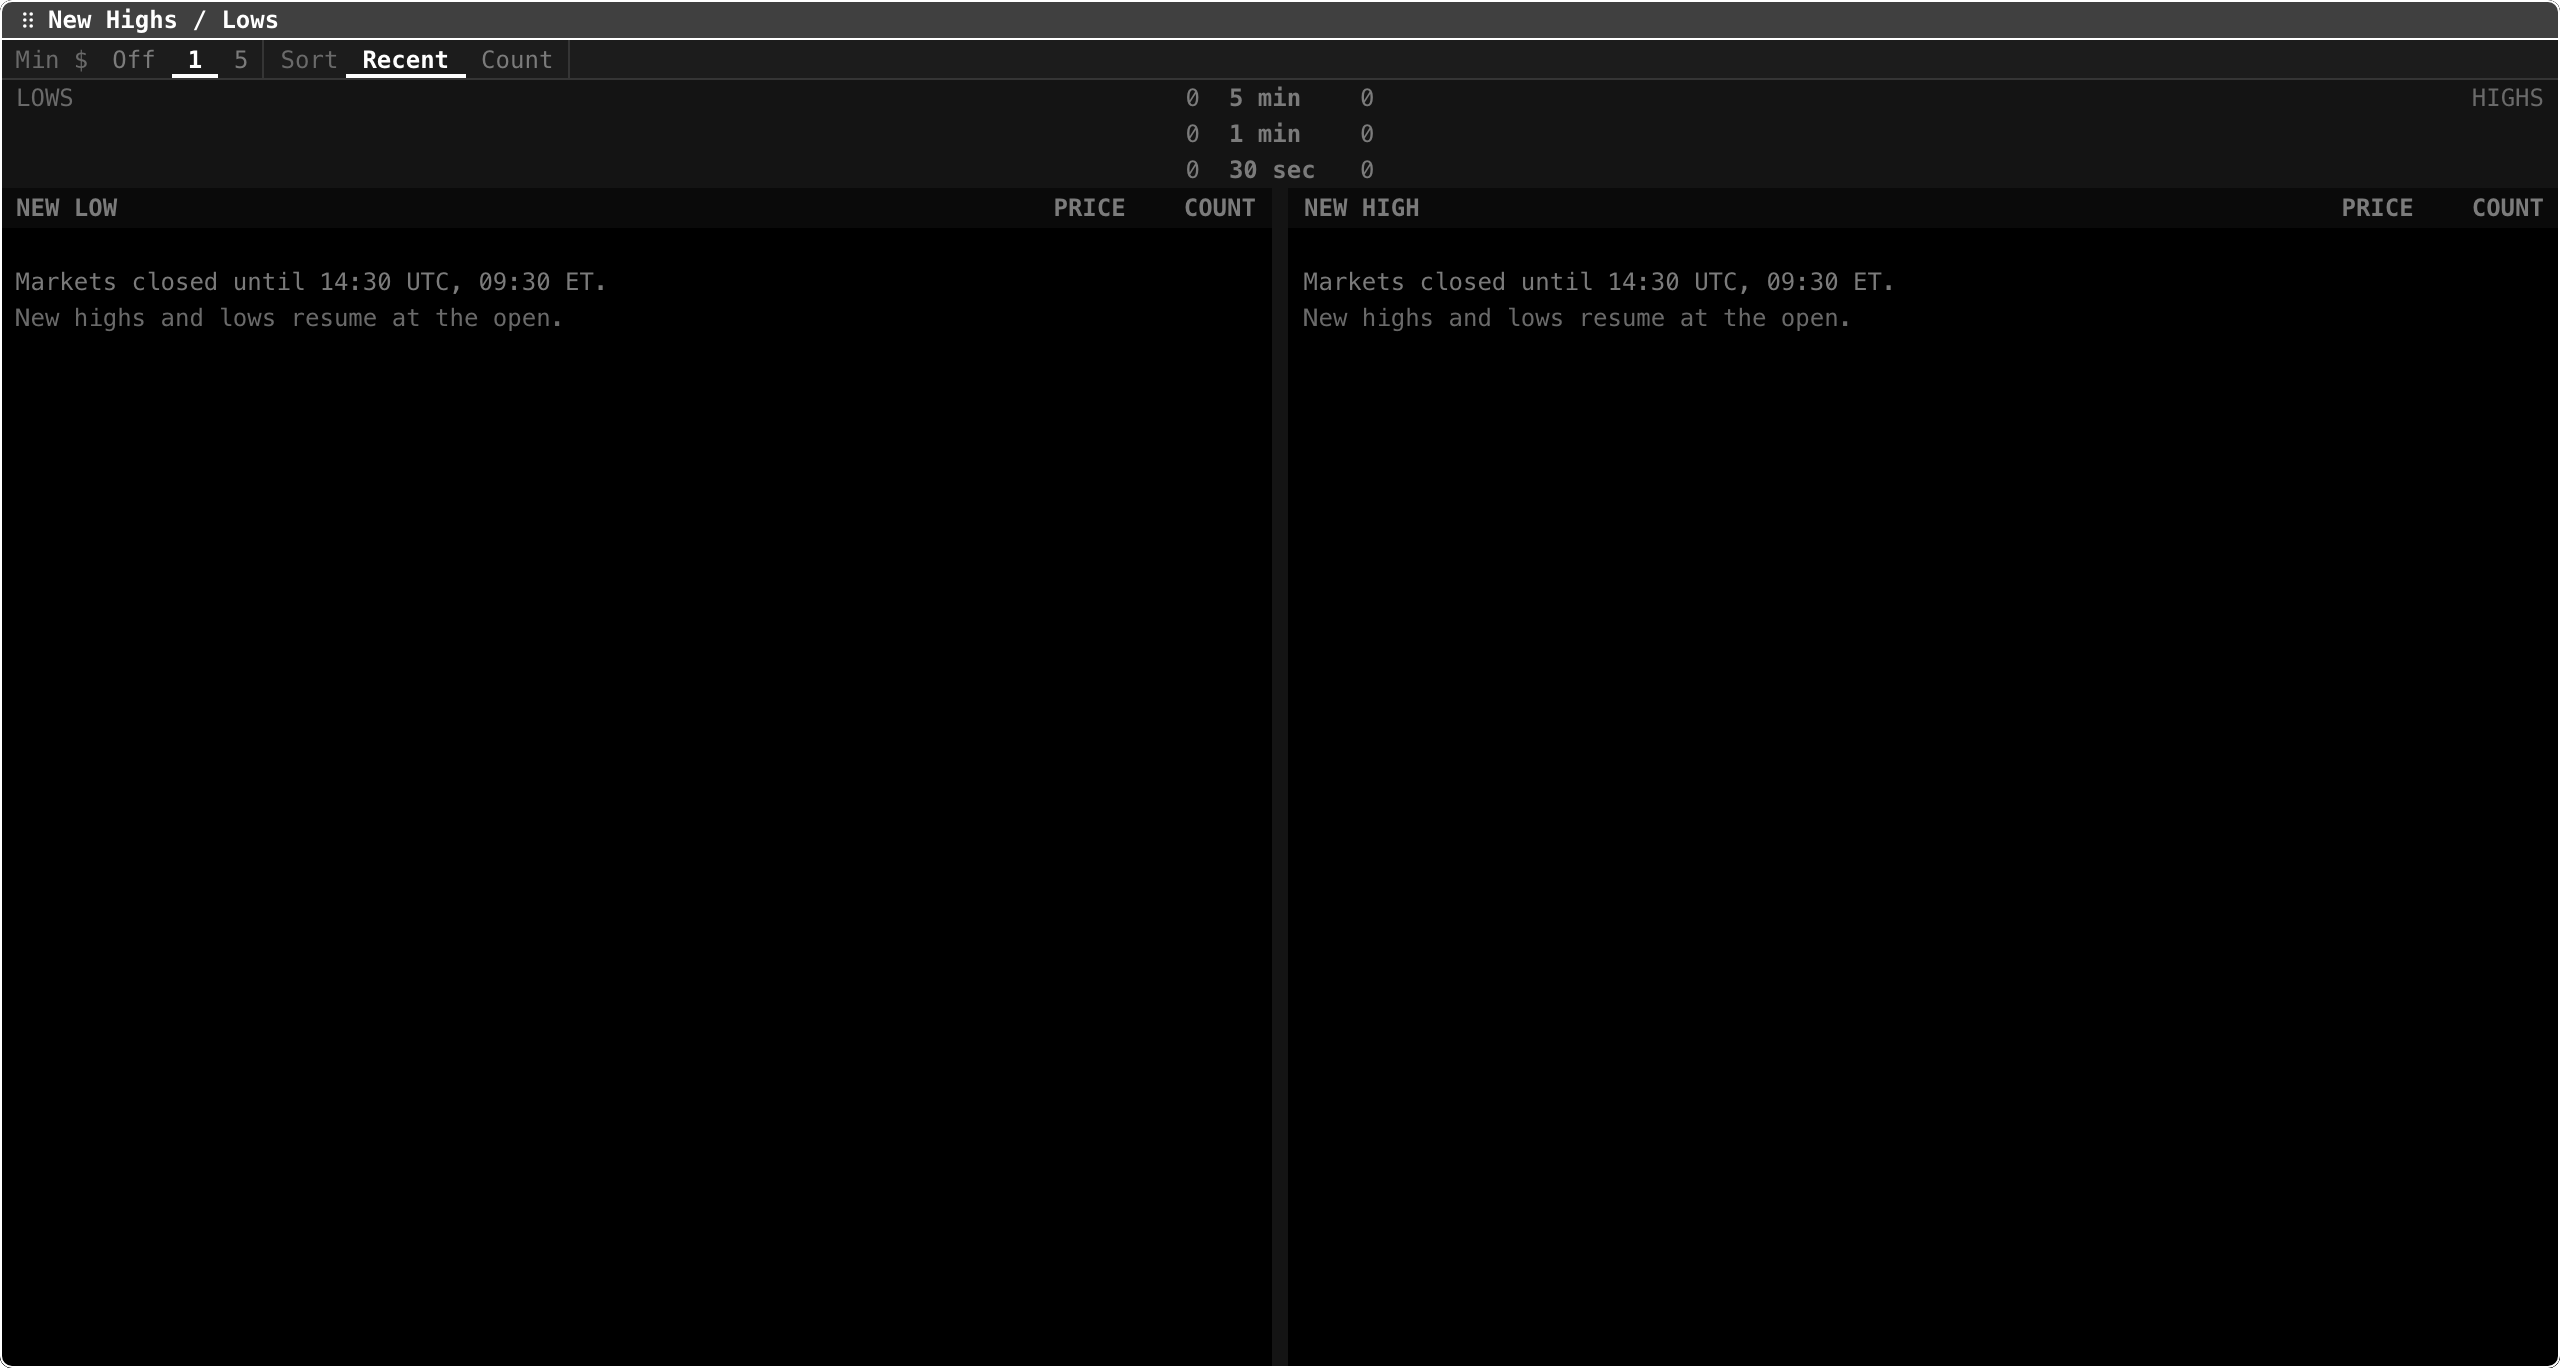 New Highs / Lows
Min $ Off 1 5 Sort Recent Count
LOWS 0 5 min 0 HIGHS
0 1 min 0
0 30 sec 0
NEW LOW PRICE COUNT NEW HIGH PRICE COUNT
Markets closed until 14:30 UTC, 09:30 ET.
New highs and lows resume at the open.
Markets closed until 14:30 UTC, 09:30 ET.
New highs and lows resume at the open.